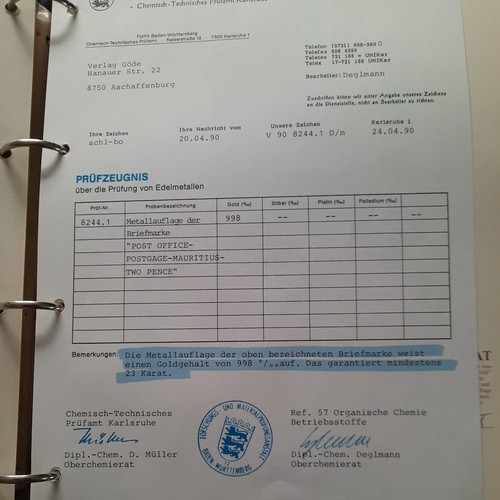 - Chemisch-Technisches Prüfamt Karlsruhe
FMPA Baden-Württemberg
Chemisch-Technisches Prüfamt · Kaiserstraße 12 · 7500 Karlsruhe 1
Verlag Göde
Hanauer Str. 22
8750 Aschaffenburg
Telefon (0721) 608-
Telefax 608 4290
Teletex 721 166 = UNIKar
Telex 17-721 166 UNIKar
Bearbeiter: Deglmann
Zuschriften bitten wir unter Angabe unseres Zeichens
an die Dienststelle, nicht an Bearbeiter zu richten.
Ihre Zeichen
schl-bo
Ihre Nachricht vom
20.04.90
Unsere Zeichen
V 90 8244.1 D/m
Karlsruhe 1
24.04.90
PRÜFZEUGNIS
über die Prüfung von Edelmetallen
Prüf-Nr Probenbezeichnung Gold (‰) Silber (‰) Platin (‰) Palladium (‰)
8244.1 Metallauflage der 998 -- -- -- --
Briefmarke
"POST OFFICE-
POSTGAGE-MAURITIUS-
TWO PENCE"
Bemerkungen: Die Metallauflage der oben bezeichneten Briefmarke weist
einen Goldgehalt von 998 °/oo auf. Das garantiert mindestens
23 Karat.
Chemisch-Technisches
Prüfamt Karlsruhe
Dipl.-Chem. D. Müller
Oberchemierat
FORSCHUNGS- UND MATERIALPRÜFUNGSANSTALT
BADEN-WÜRTTEMBERG
Ref. 57 Organische Chemie
Betriebsstoffe
Dipl.-Chem. Deglmann
Oberchemierat